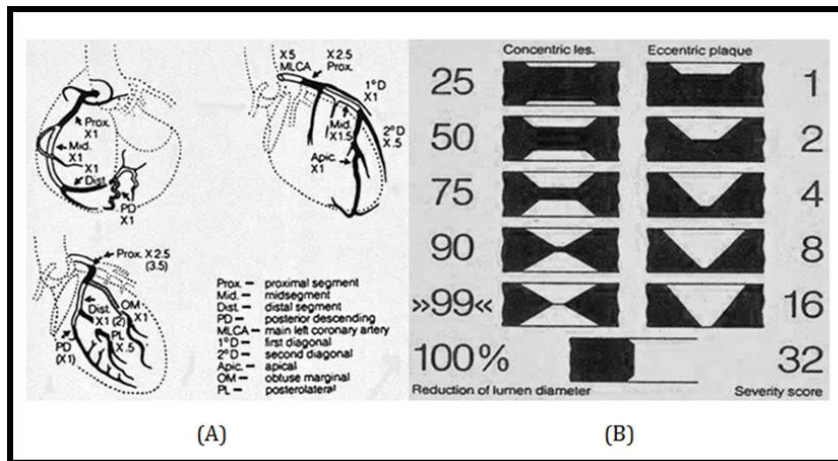 Prox.
X1
Mid.
X1
X1
Dist.
PD
X1
X5
MLCA
X2.5
Prox.
1°D
X1
Mid.
X1.5
2°D
X.5
Apic.
X1
Prox. X2.5
(3.5)
Dist.
X1 (2)
OM
X1
PL
X.5
PD
(X1)
Prox. — proximal segment
Mid. — midsegment
Dist. — distal segment
PD — posterior descending
MLCA — main left coronary artery
1°D — first diagonal
2°D — second diagonal
Apic. — apical
OM — obtuse marginal
PL — posterolateral
(A)
Concentric les. Eccentric plaque
25 1
50 2
75 4
90 8
»99« 16
100% 32
Reduction of lumen diameter Severity score
(B)